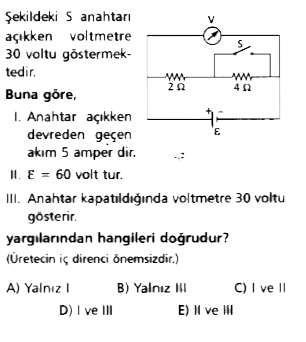 Şekildeki S anahtarı
açıkken voltmetre
30 voltu göstermek-
tedir.
Buna göre,
I. Anahtar açıkken
devreden geçen
akım 5 amper dir.
II. Ɛ = 60 volt tur.
III. Anahtar kapatıldığında voltmetre 30 voltu
gösterir.
yargılarından hangileri doğrudur?
(Üretecin iç direnci önemsizdir.)
A) Yalnız I B) Yalnız III C) I ve II
D) I ve III E) II ve III
V
S
2 Ω 4 Ω
+ -
Ɛ